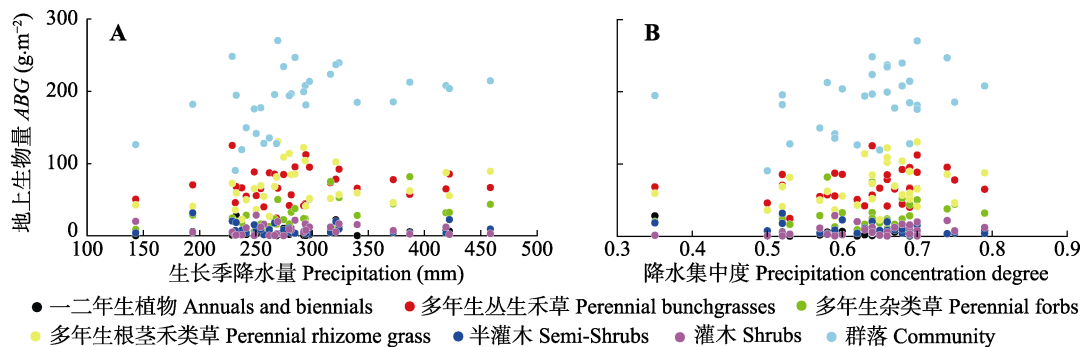 A
B
地上生物量 ABG (g·m⁻²)
300
200
100
0
100 150 200 250 300 350 400 450 500
0.3 0.4 0.5 0.6 0.7 0.8 0.9
生长季降水量 Precipitation (mm)
降水集中度 Precipitation concentration degree
一二年生植物 Annuals and biennials
多年生丛生禾草 Perennial bunchgrasses
多年生杂类草 Perennial forbs
多年生根茎禾类草 Perennial rhizome grass
半灌木 Semi-Shrubs
灌木 Shrubs
群落 Community